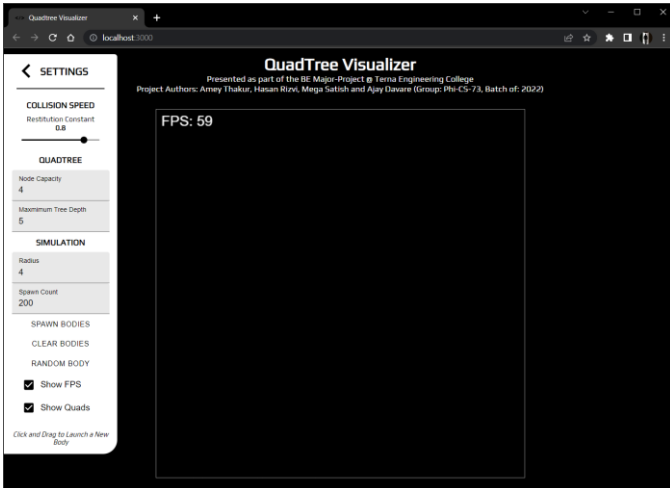 Quadtree Visualizer
localhost:3000
SETTINGS
COLLISION SPEED
Restitution Constant
0.8
QUADTREE
Node Capacity
4
Maxmimum Tree Depth
5
SIMULATION
Radius
4
Spawn Count
200
SPAWN BODIES
CLEAR BODIES
RANDOM BODY
Show FPS
Show Quads
Click and Drag to Launch a New
Body
QuadTree Visualizer
Presented as part of the BE Major-Project @ Terna Engineering College
Project Authors: Amey Thakur, Hasan Rizvi, Mega Satish and Ajay Davare (Group: Phi-CS-73, Batch of: 2022)
FPS: 59